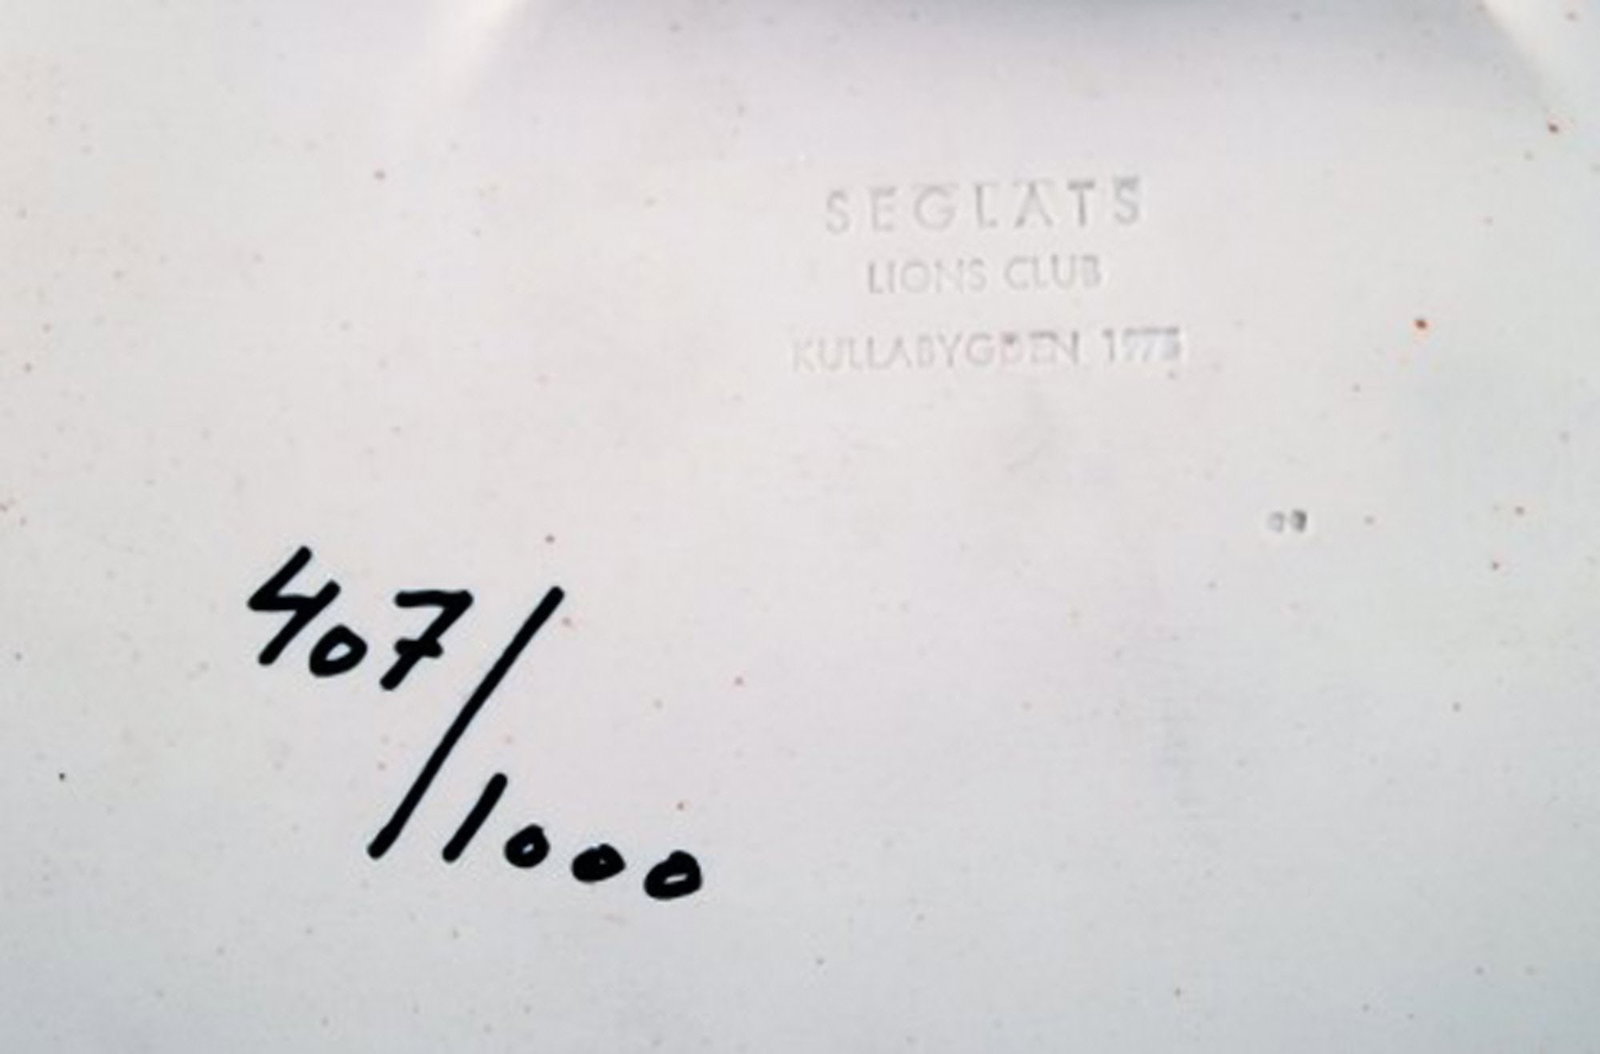 SEGLATS
LIONS CLUB
KULLABYGDEN
407/1000